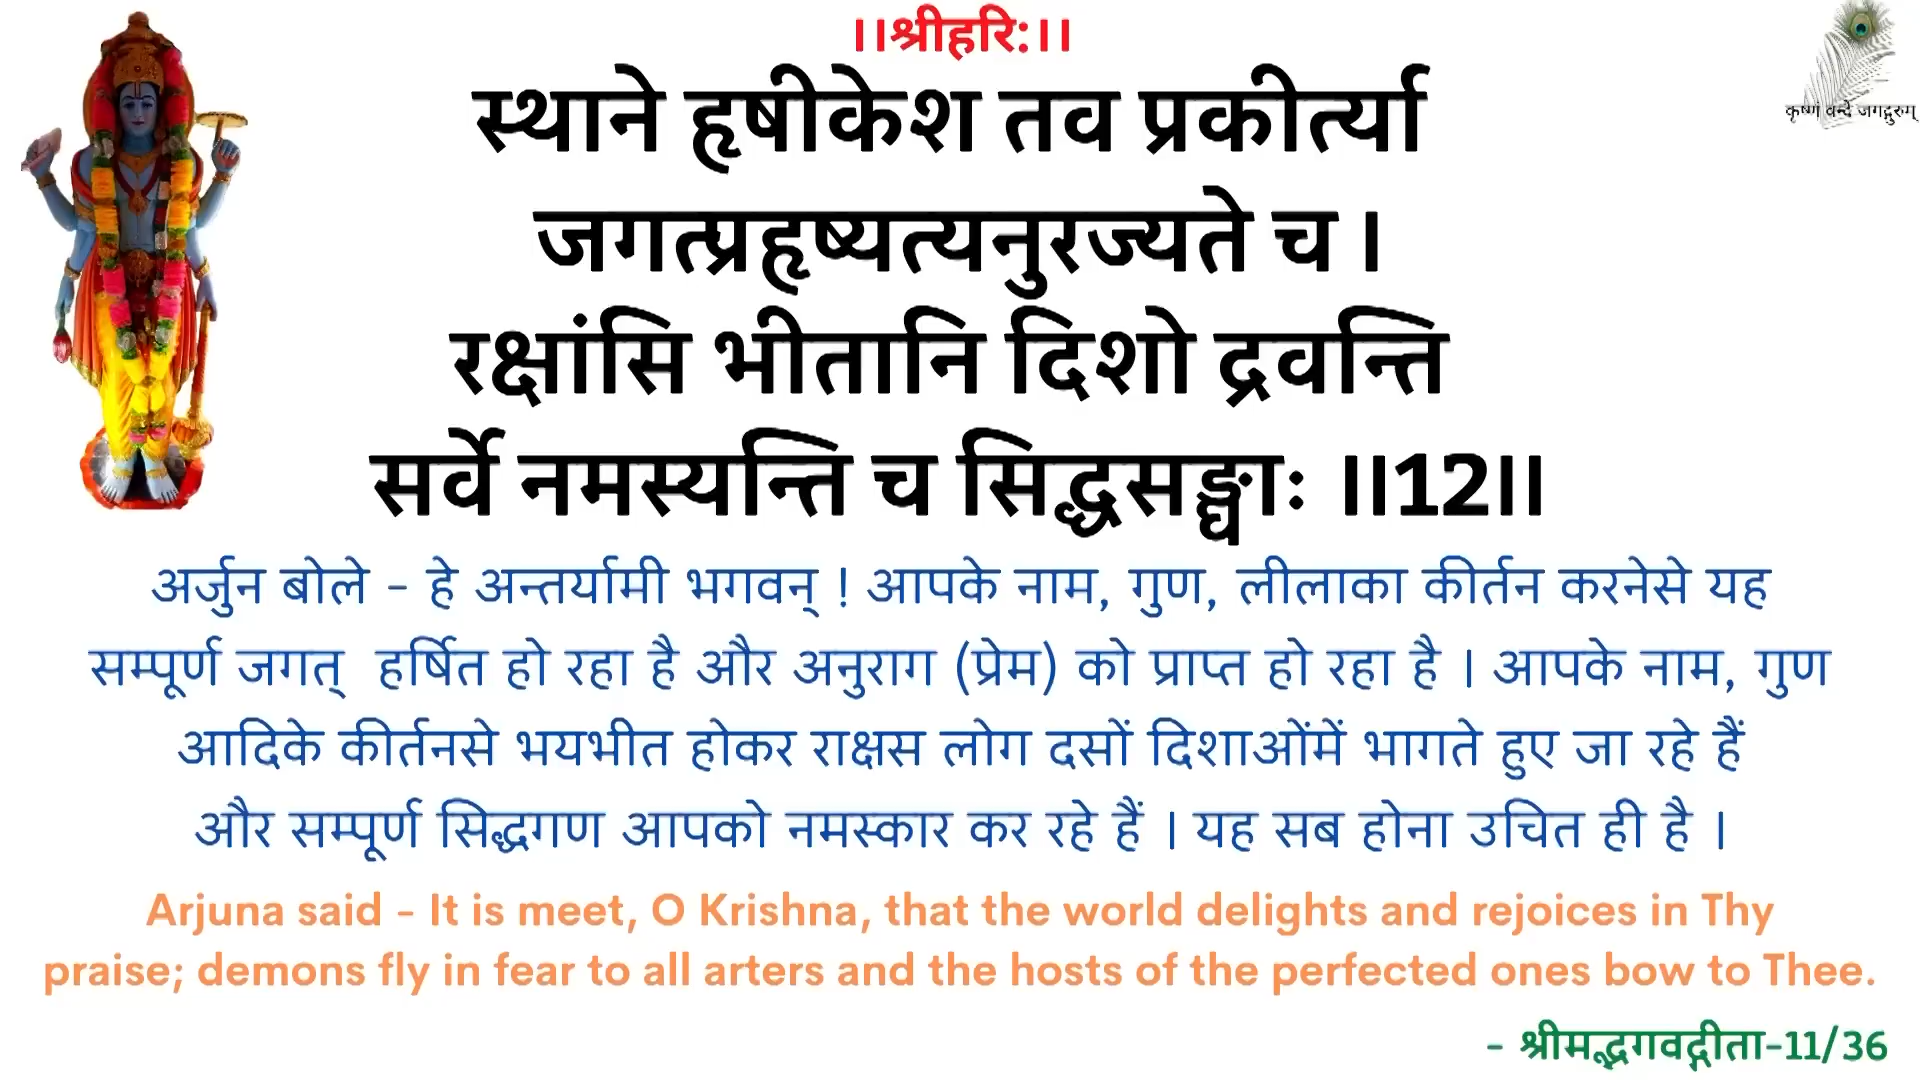 ।।श्रीहरि:।।
कृष्णं वन्दे जगद्गुरुम्
स्थाने हृषीकेश तव प्रकीर्त्या
जगत्प्रहृष्यत्यनुरज्यते च ।
रक्षांसि भीतानि दिशो द्रवन्ति
सर्वे नमस्यन्ति च सिद्धसङ्घाः ।।12।।
अर्जुन बोले - हे अन्तर्यामी भगवन् ! आपके नाम, गुण, लीलाका कीर्तन करनेसे यह
सम्पूर्ण जगत् हर्षित हो रहा है और अनुराग (प्रेम) को प्राप्त हो रहा है । आपके नाम, गुण
आदिके कीर्तनसे भयभीत होकर राक्षस लोग दसों दिशाओंमें भागते हुए जा रहे हैं
और सम्पूर्ण सिद्धगण आपको नमस्कार कर रहे हैं । यह सब होना उचित ही है ।
Arjuna said - It is meet, O Krishna, that the world delights and rejoices in Thy
praise; demons fly in fear to all arters and the hosts of the perfected ones bow to Thee.
- श्रीमद्भगवद्गीता-11/36